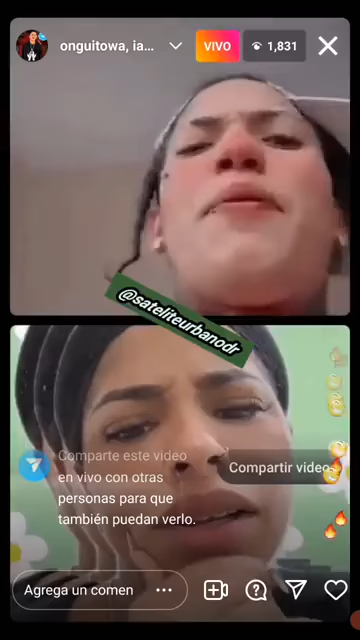 onguitowa, ia...
VIVO
1,831
@sateliteurbanodr
Comparte este video
en vivo con otras
personas para que
también puedan verlo.
Compartir video
Agrega un comen